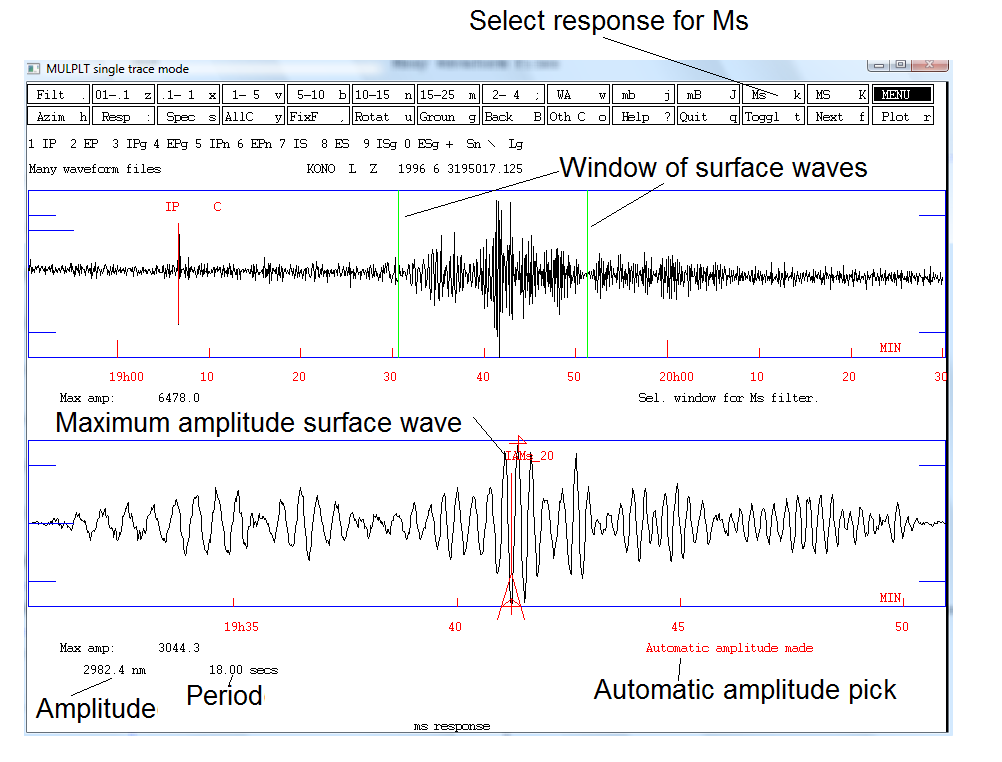 Select response for Ms
MULPLT single trace mode
Filt . 01-.1 z .1- 1 x 1- 5 v 5-10 b 10-15 n 15-25 m 2- 4 ; WA w mb j mB J Ms k MS K MENU
Azim h Resp : Spec s AllC y FixF , Rotat u Groun g Back B Oth C o Help ? Quit q Toggl t Next f Plot r
1 IP 2 EP 3 IPg 4 EPg 5 IPn 6 EPn 7 IS 8 ES 9 ISg 0 ESg + Sn \ Lg
Many waveform files KONO L Z 1996 6 3195017.125
Window of surface waves
IP C
MIN
19h00 10 20 30 40 50 20h00 10 20 30
Max amp: 6478.0 Sel. window for Ms filter.
Maximum amplitude surface wave
IAMs_20
MIN
19h35 40 45 50
Max amp: 3044.3 Automatic amplitude made
2982.4 nm 18.00 secs
Amplitude Period Automatic amplitude pick
ms response